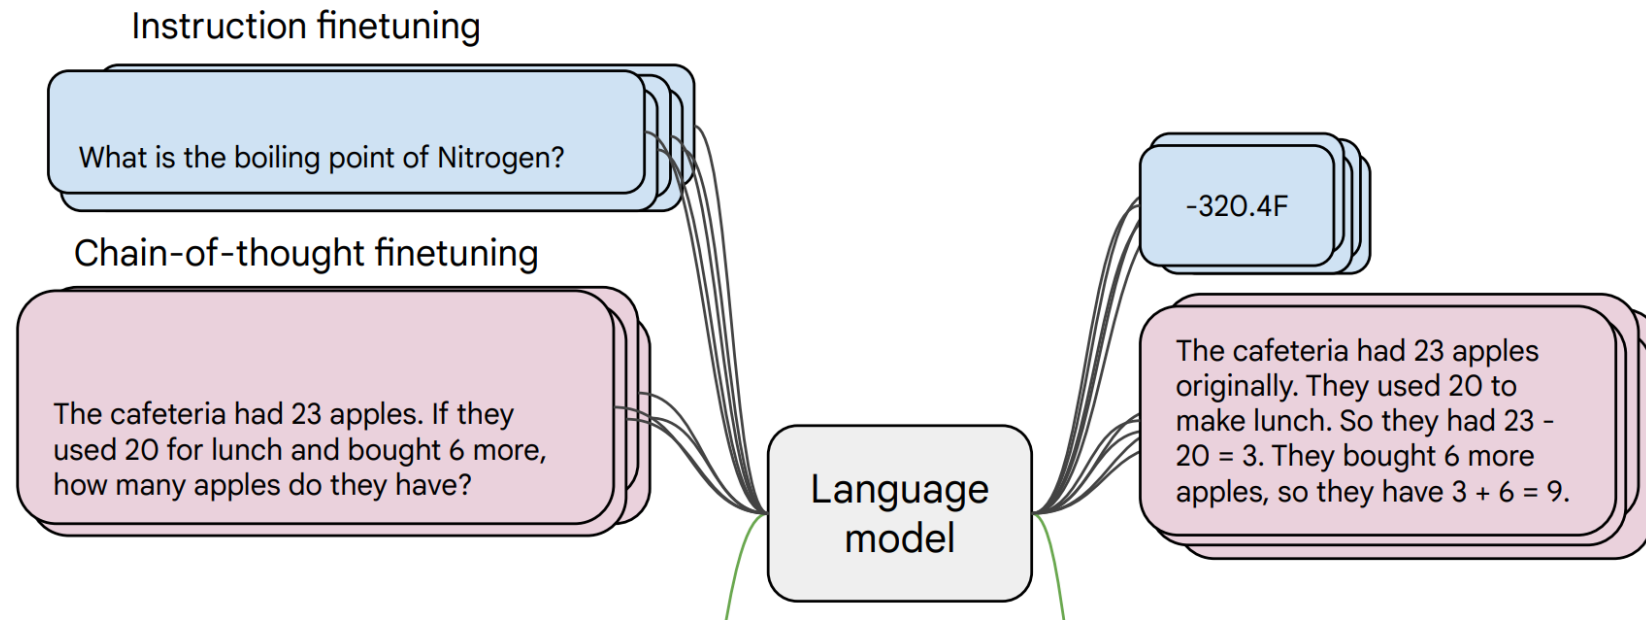 Instruction finetuning
What is the boiling point of Nitrogen?
-320.4F
Chain-of-thought finetuning
The cafeteria had 23 apples. If they
used 20 for lunch and bought 6 more,
how many apples do they have?
Language
model
The cafeteria had 23 apples
originally. They used 20 to
make lunch. So they had 23 -
20 = 3. They bought 6 more
apples, so they have 3 + 6 = 9.